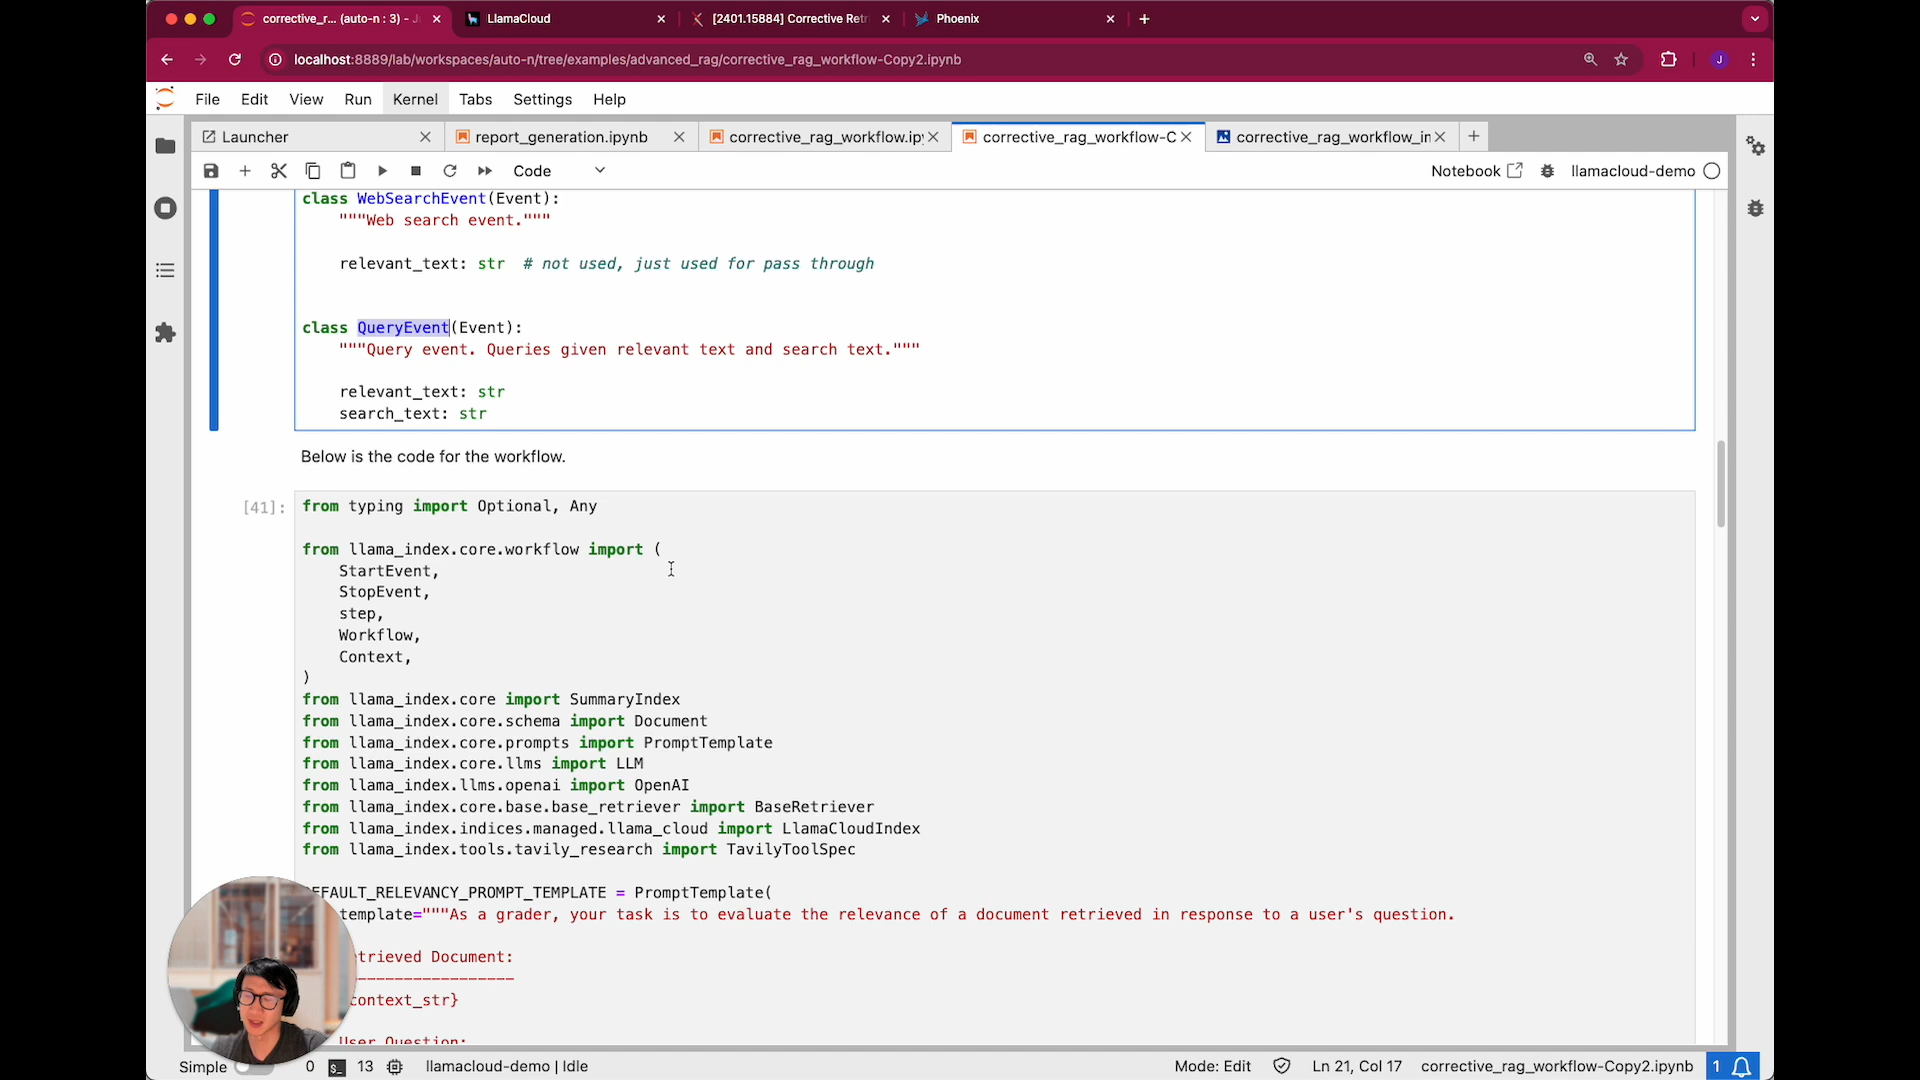 corrective_r... (auto-n : 3) - J
LlamaCloud
[2401.15884] Corrective Retri
Phoenix
localhost:8889/lab/workspaces/auto-n/tree/examples/advanced_rag/corrective_rag_workflow-Copy2.ipynb
J
File Edit View Run Kernel Tabs Settings Help
Launcher
report_generation.ipynb
corrective_rag_workflow.ip
corrective_rag_workflow-C
corrective_rag_workflow_in
Code
Notebook
llamacloud-demo
class WebSearchEvent(Event):
"""Web search event."""
relevant_text: str # not used, just used for pass through
class QueryEvent(Event):
"""Query event. Queries given relevant text and search text."""
relevant_text: str
search_text: str
Below is the code for the workflow.
[41]:
from typing import Optional, Any
from llama_index.core.workflow import (
StartEvent,
StopEvent,
step,
Workflow,
Context,
)
from llama_index.core import SummaryIndex
from llama_index.core.schema import Document
from llama_index.core.prompts import PromptTemplate
from llama_index.core.llms import LLM
from llama_index.llms.openai import OpenAI
from llama_index.core.base.base_retriever import BaseRetriever
from llama_index.indices.managed.llama_cloud import LlamaCloudIndex
from llama_index.tools.tavily_research import TavilyToolSpec
EFAULT_RELEVANCY_PROMPT_TEMPLATE = PromptTemplate(
template="""As a grader, your task is to evaluate the relevance of a document retrieved in response to a user's question.
trieved Document:
-----------------
context_str}
User Question:
Simple 0 13 llamacloud-demo | Idle
Mode: Edit Ln 21, Col 17 corrective_rag_workflow-Copy2.ipynb 1